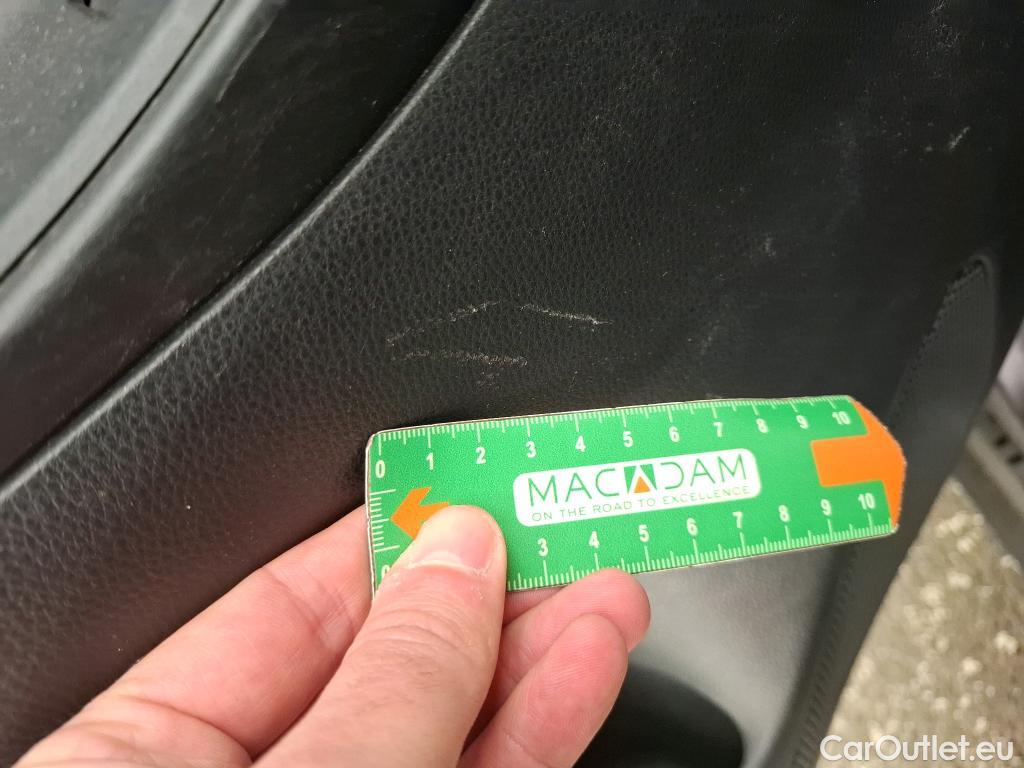 0 1 2 3 4 5 6 7 8 9 10
MACADAM
ON THE ROAD TO EXCELLENCE
0 3 4 5 6 7 8 9 10
CarOutlet.eu